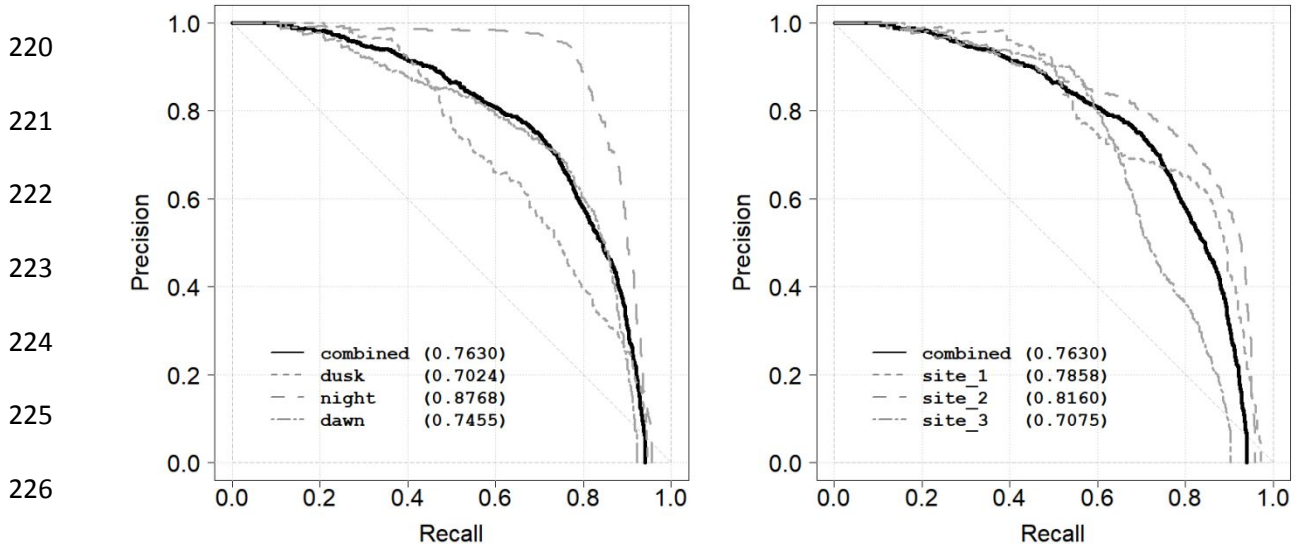 220
221
222
223
224
225
226
1.0
0.8
0.6
0.4
0.2
0.0
Precision
combined (0.7630)
dusk (0.7024)
night (0.8768)
dawn (0.7455)
0.0 0.2 0.4 0.6 0.8 1.0
Recall
1.0
0.8
0.6
0.4
0.2
0.0
Precision
combined (0.7630)
site_1 (0.7858)
site_2 (0.8160)
site_3 (0.7075)
0.0 0.2 0.4 0.6 0.8 1.0
Recall